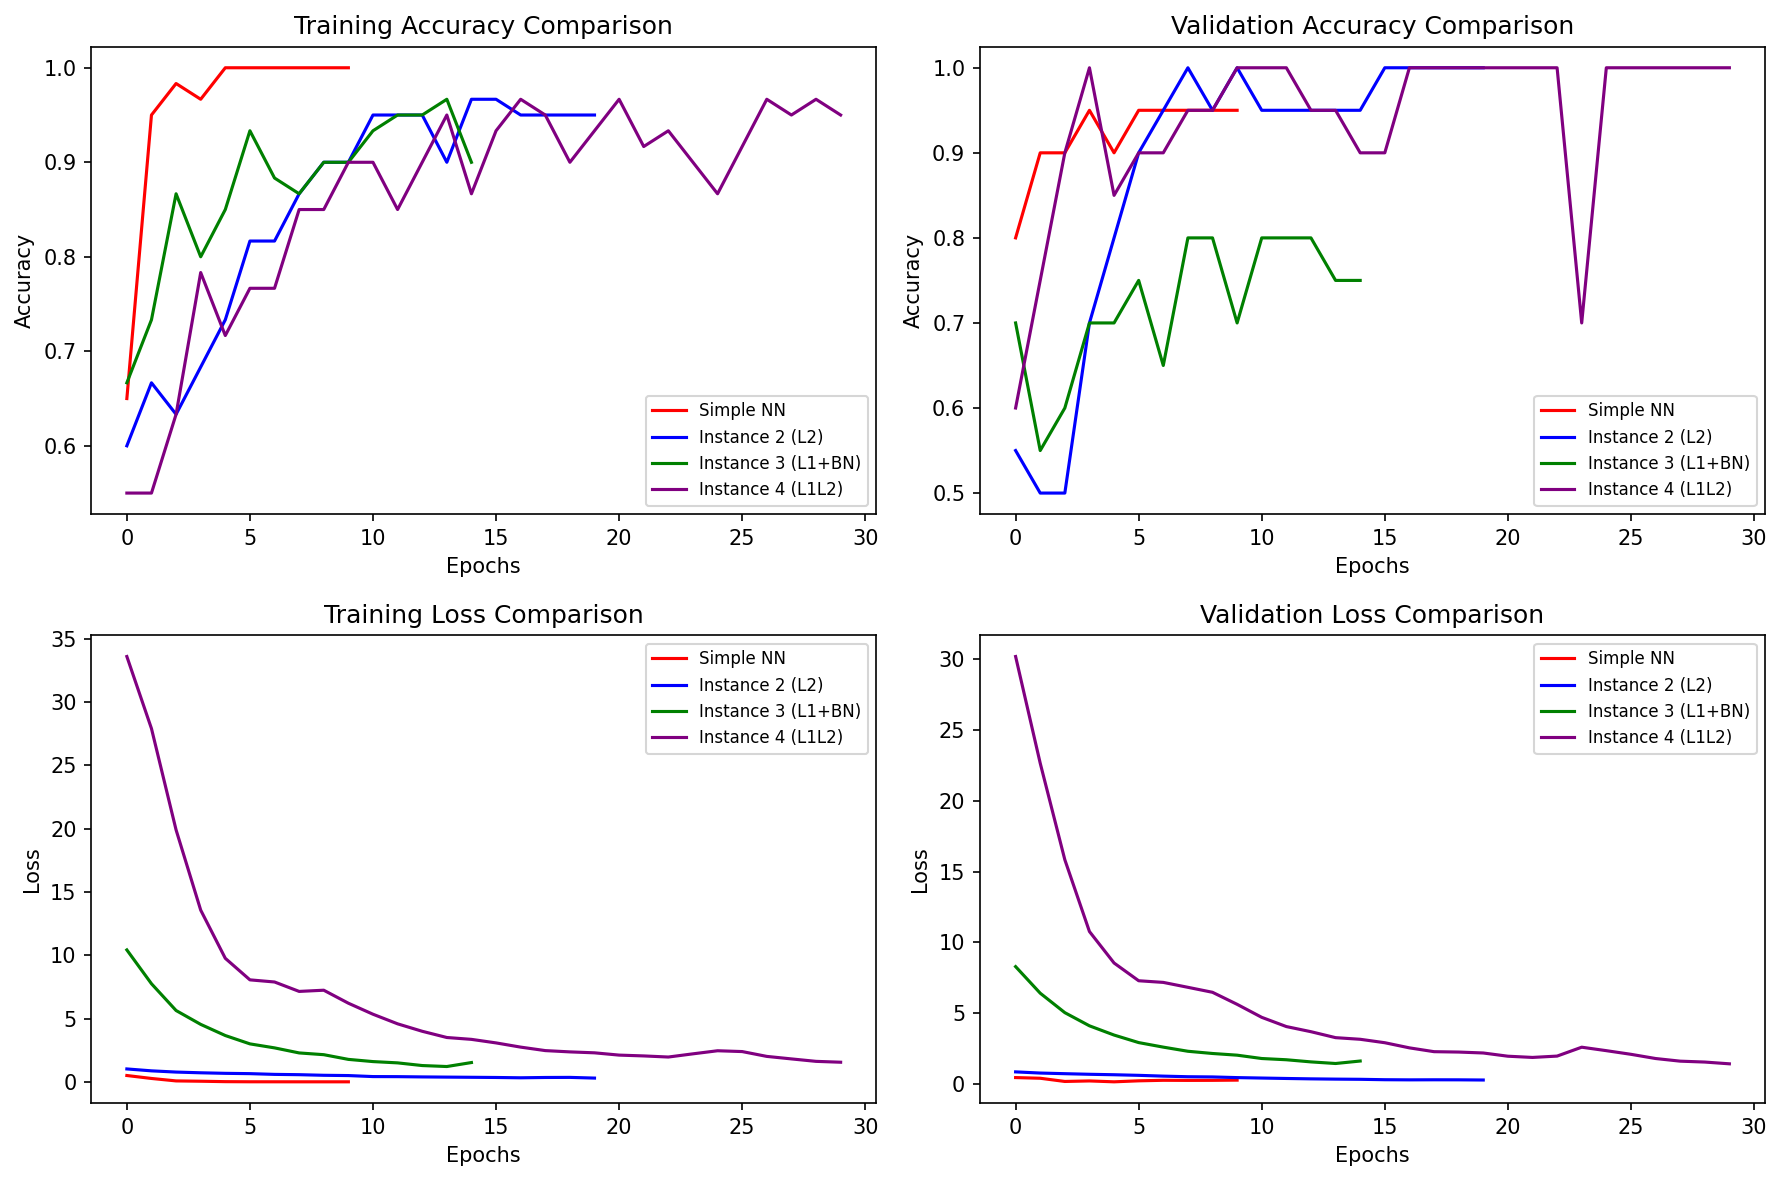 Training Accuracy Comparison
Accuracy
1.0
0.9
0.8
0.7
0.6
0 5 10 15 20 25 30
Epochs
Simple NN
Instance 2 (L2)
Instance 3 (L1+BN)
Instance 4 (L1L2)
Validation Accuracy Comparison
Accuracy
1.0
0.9
0.8
0.7
0.6
0.5
0 5 10 15 20 25 30
Epochs
Simple NN
Instance 2 (L2)
Instance 3 (L1+BN)
Instance 4 (L1L2)
Training Loss Comparison
Loss
35
30
25
20
15
10
5
0
0 5 10 15 20 25 30
Epochs
Simple NN
Instance 2 (L2)
Instance 3 (L1+BN)
Instance 4 (L1L2)
Validation Loss Comparison
Loss
30
25
20
15
10
5
0
0 5 10 15 20 25 30
Epochs
Simple NN
Instance 2 (L2)
Instance 3 (L1+BN)
Instance 4 (L1L2)